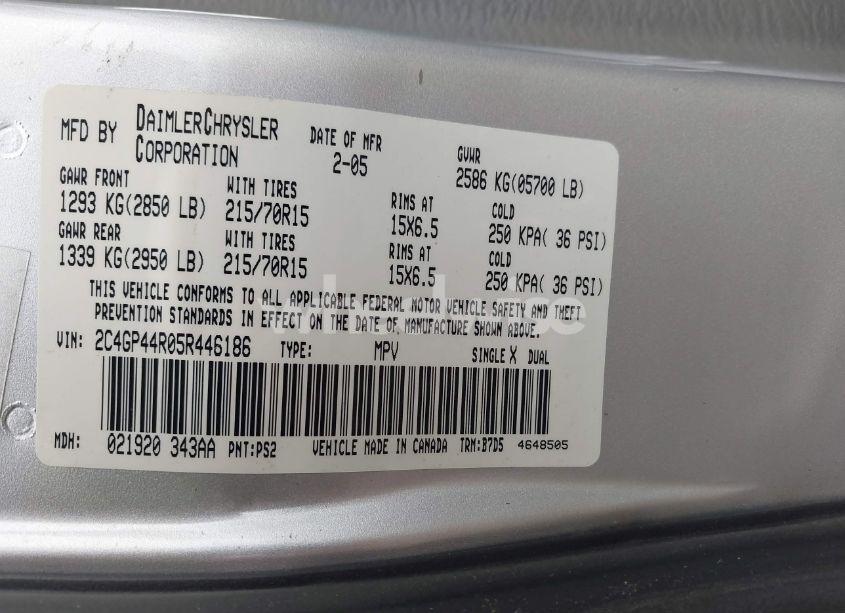 MFD BY DAIMLERCHRYSLER CORPORATION DATE OF MFR 2-05 GVWR 2586 KG(05700 LB)
GAWR FRONT WITH TIRES RIMS AT COLD
1293 KG(2850 LB) 215/70R15 15X6.5 250 KPA( 36 PSI)
GAWR REAR WITH TIRES RIMS AT COLD
1339 KG(2950 LB) 215/70R15 15X6.5 250 KPA( 36 PSI)
THIS VEHICLE CONFORMS TO ALL APPLICABLE FEDERAL MOTOR VEHICLE SAFETY AND THEFT
PREVENTION STANDARDS IN EFFECT ON THE DATE OF MANUFACTURE SHOWN ABOVE.
VIN: 2C4GP44R05R446186 TYPE: MPV SINGLE X DUAL
MDH: 021920 343AA PNT:PS2 VEHICLE MADE IN CANADA TRM:B7D5 4648505